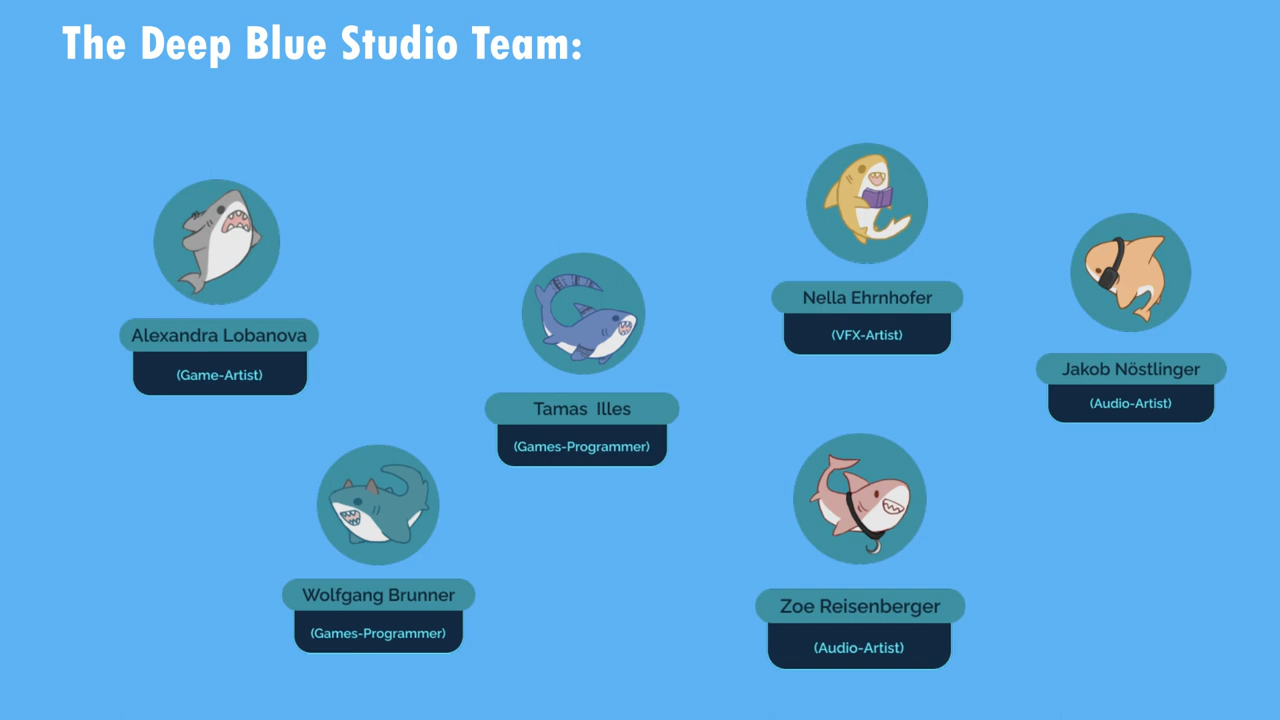 The Deep Blue Studio Team:
Alexandra Lobanova
(Game-Artist)
Tamas Illes
(Games-Programmer)
Nella Ehrnhofer
(VFX-Artist)
Jakob Nöstlinger
(Audio-Artist)
Wolfgang Brunner
(Games-Programmer)
Zoe Reisenberger
(Audio-Artist)